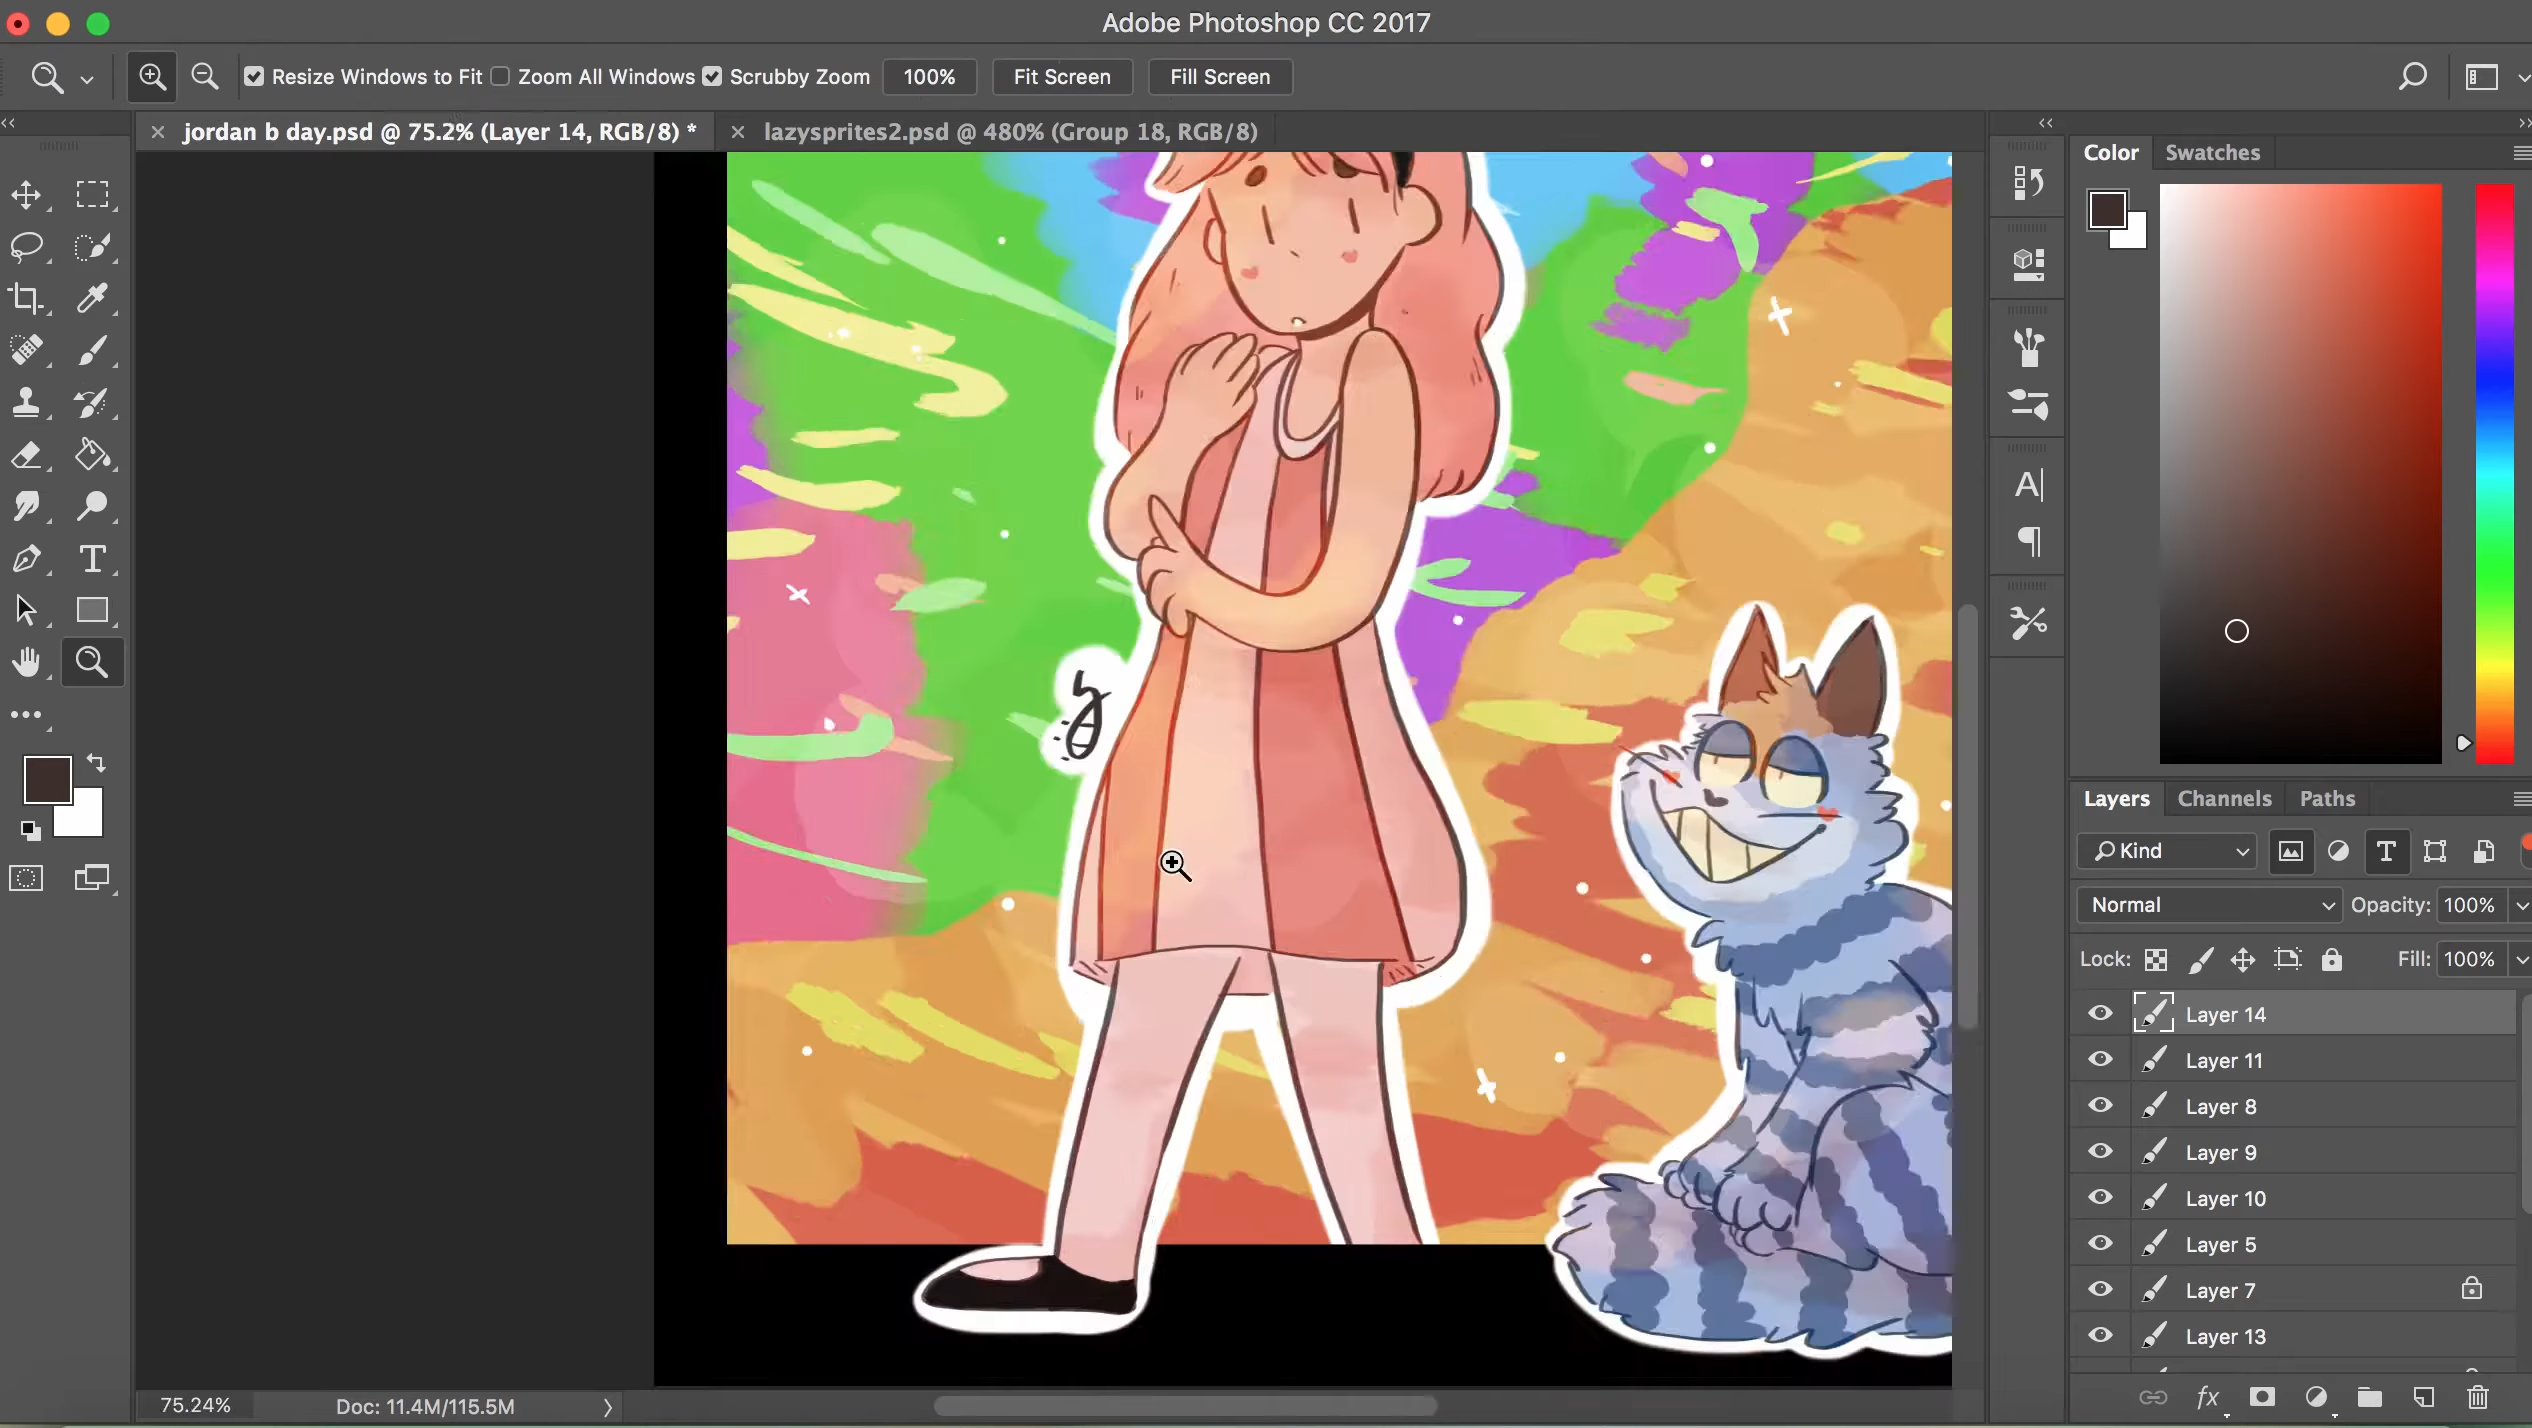 Adobe Photoshop CC 2017
Resize Windows to Fit Zoom All Windows Scrubby Zoom 100% Fit Screen Fill Screen
jordan b day.psd @ 75.2% (Layer 14, RGB/8) * lazysprites2.psd @ 480% (Group 18, RGB/8)
Color Swatches
Layers Channels Paths
Kind
Normal Opacity: 100%
Lock: Fill: 100%
Layer 14
Layer 11
Layer 8
Layer 9
Layer 10
Layer 5
Layer 7
Layer 13
fx
75.24% Doc: 11.4M/115.5M